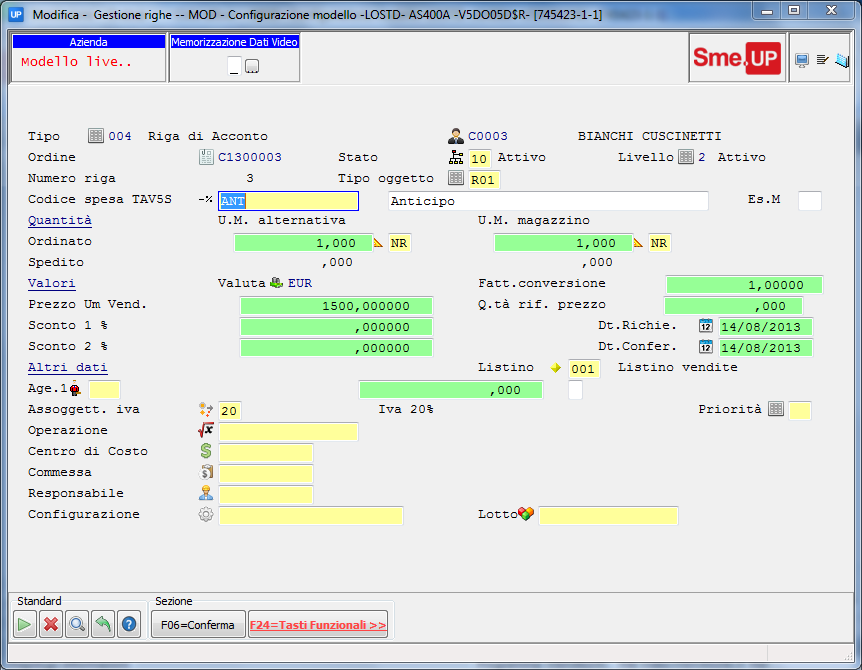 UP Modifica - Gestione righe -- MOD - Configurazione modello -LOSTD- AS400A -V5DO05D$R- [745423-1-1]
Azienda Memorizzazione Dati Video
Modello live.. Sme.UP
Tipo 004 Riga di Acconto C0003 BIANCHI CUSCINETTI
Ordine C1300003 Stato 10 Attivo Livello 2 Attivo
Numero riga 3 Tipo oggetto R01
Codice spesa TAV5S -% ANT Anticipo Es.M
Quantità U.M. alternativa U.M. magazzino
Ordinato 1,000 NR 1,000 NR
Spedito ,000 ,000
Valori Valuta EUR Fatt.conversione 1,00000
Prezzo Um Vend. 1500,000000 Q.tà rif. prezzo ,000
Sconto 1 % ,000000 Dt.Richie. 12 14/08/2013
Sconto 2 % ,000000 Dt.Confer. 12 14/08/2013
Altri dati Listino 001 Listino vendite
Age.1 ,000
Assoggett. iva 20 Iva 20% Priorità
Operazione √x
Centro di Costo $
Commessa $
Responsabile
Configurazione Lotto
Standard Sezione
? F06=Conferma F24=Tasti Funzionali >>